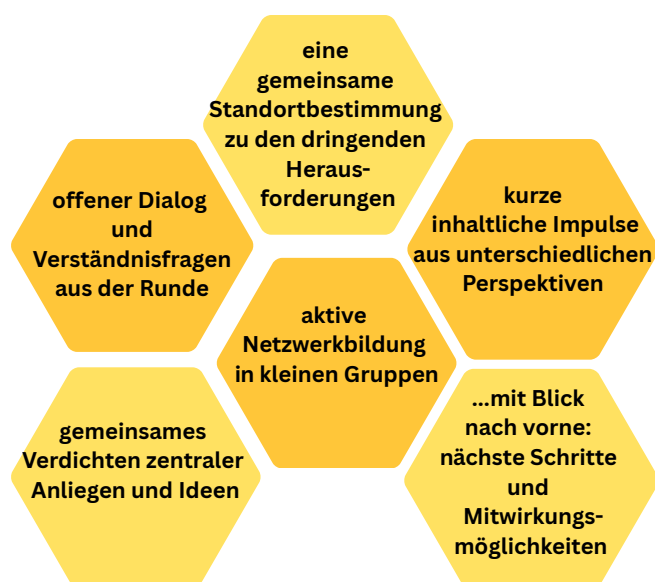 eine
gemeinsame
Standortbestimmung
zu den dringenden
Heraus-
forderungen
offener Dialog
und
Verständnisfragen
aus der Runde
kurze
inhaltliche Impulse
aus unterschiedlichen
Perspektiven
aktive
Netzwerkbildung
in kleinen Gruppen
gemeinsames
Verdichten zentraler
Anliegen und Ideen
...mit Blick
nach vorne:
nächste Schritte
und
Mitwirkungs-
möglichkeiten